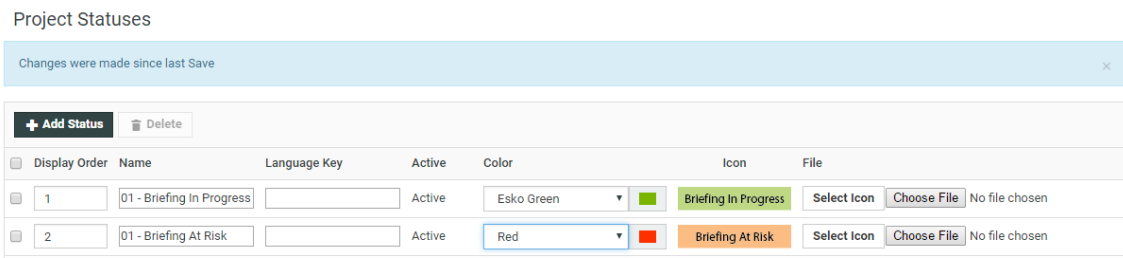 Project Statuses
Changes were made since last Save ×
Add Status Delete
Display Order Name Language Key Active Color Icon File
1 01 - Briefing In Progress Active Esko Green Briefing In Progress Select Icon Choose File No file chosen
2 01 - Briefing At Risk Active Red Briefing At Risk Select Icon Choose File No file chosen